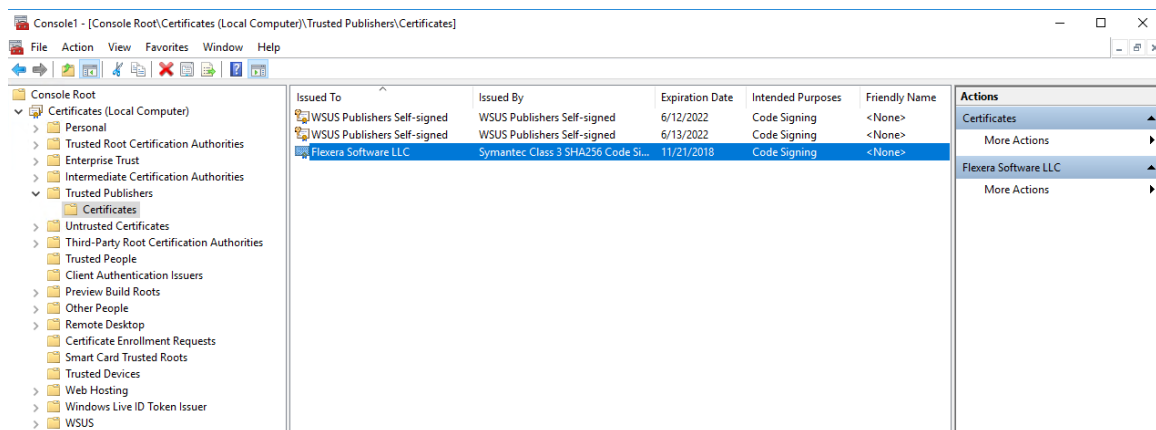 Console1 - [Console Root\Certificates (Local Computer)\Trusted Publishers\Certificates]
File Action View Favorites Window Help
Console Root
Certificates (Local Computer)
Personal
Trusted Root Certification Authorities
Enterprise Trust
Intermediate Certification Authorities
Trusted Publishers
Certificates
Untrusted Certificates
Third-Party Root Certification Authorities
Trusted People
Client Authentication Issuers
Preview Build Roots
Other People
Remote Desktop
Certificate Enrollment Requests
Smart Card Trusted Roots
Trusted Devices
Web Hosting
Windows Live ID Token Issuer
WSUS
Issued To Issued By Expiration Date Intended Purposes Friendly Name
WSUS Publishers Self-signed WSUS Publishers Self-signed 6/12/2022 Code Signing <None>
WSUS Publishers Self-signed WSUS Publishers Self-signed 6/13/2022 Code Signing <None>
Flexera Software LLC Symantec Class 3 SHA256 Code Si... 11/21/2018 Code Signing <None>
Actions
Certificates
More Actions
Flexera Software LLC
More Actions